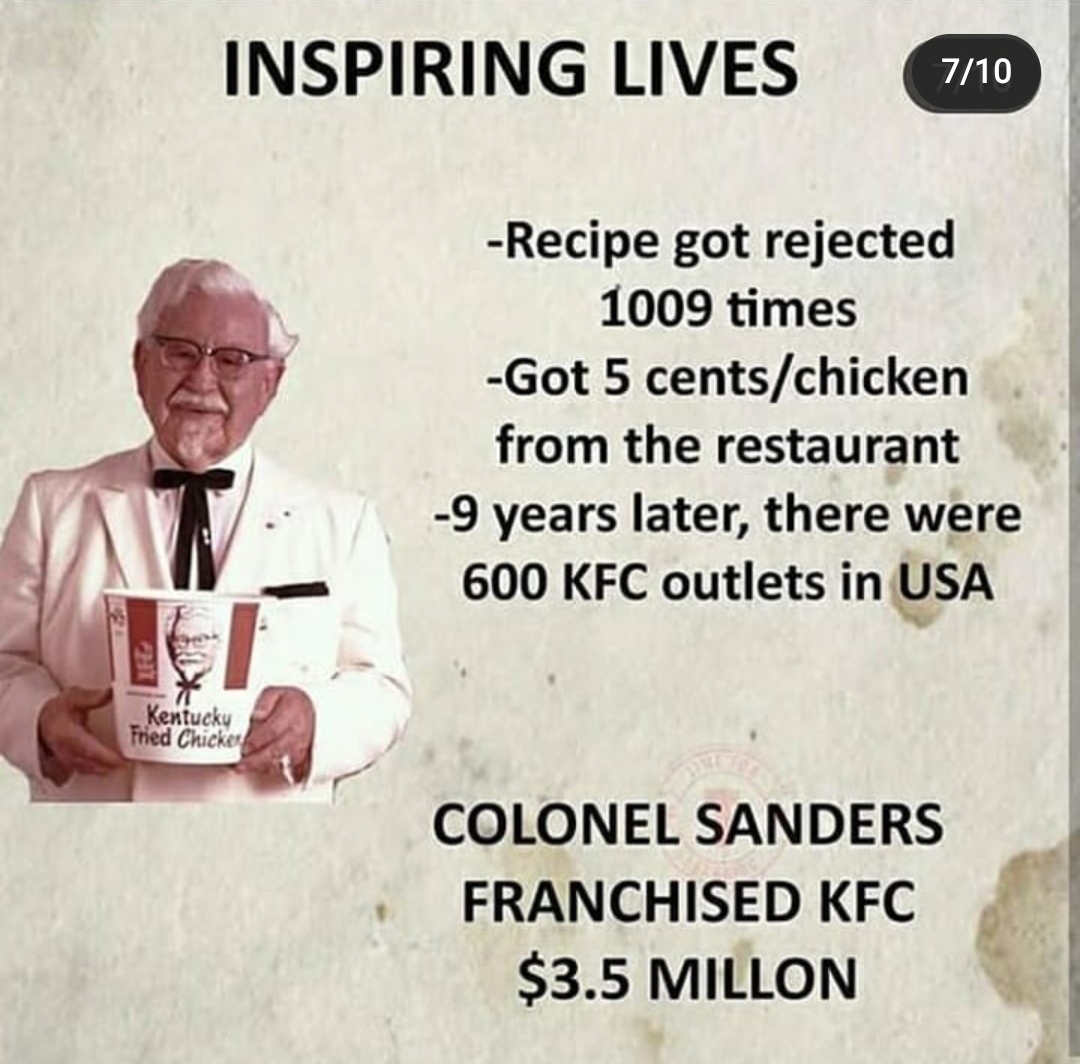 INSPIRING LIVES
7/10
-Recipe got rejected
1009 times
-Got 5 cents/chicken
from the restaurant
-9 years later, there were
600 KFC outlets in USA
KFC
Kentucky
Fried Chicken
COLONEL SANDERS
FRANCHISED KFC
$3.5 MILLON